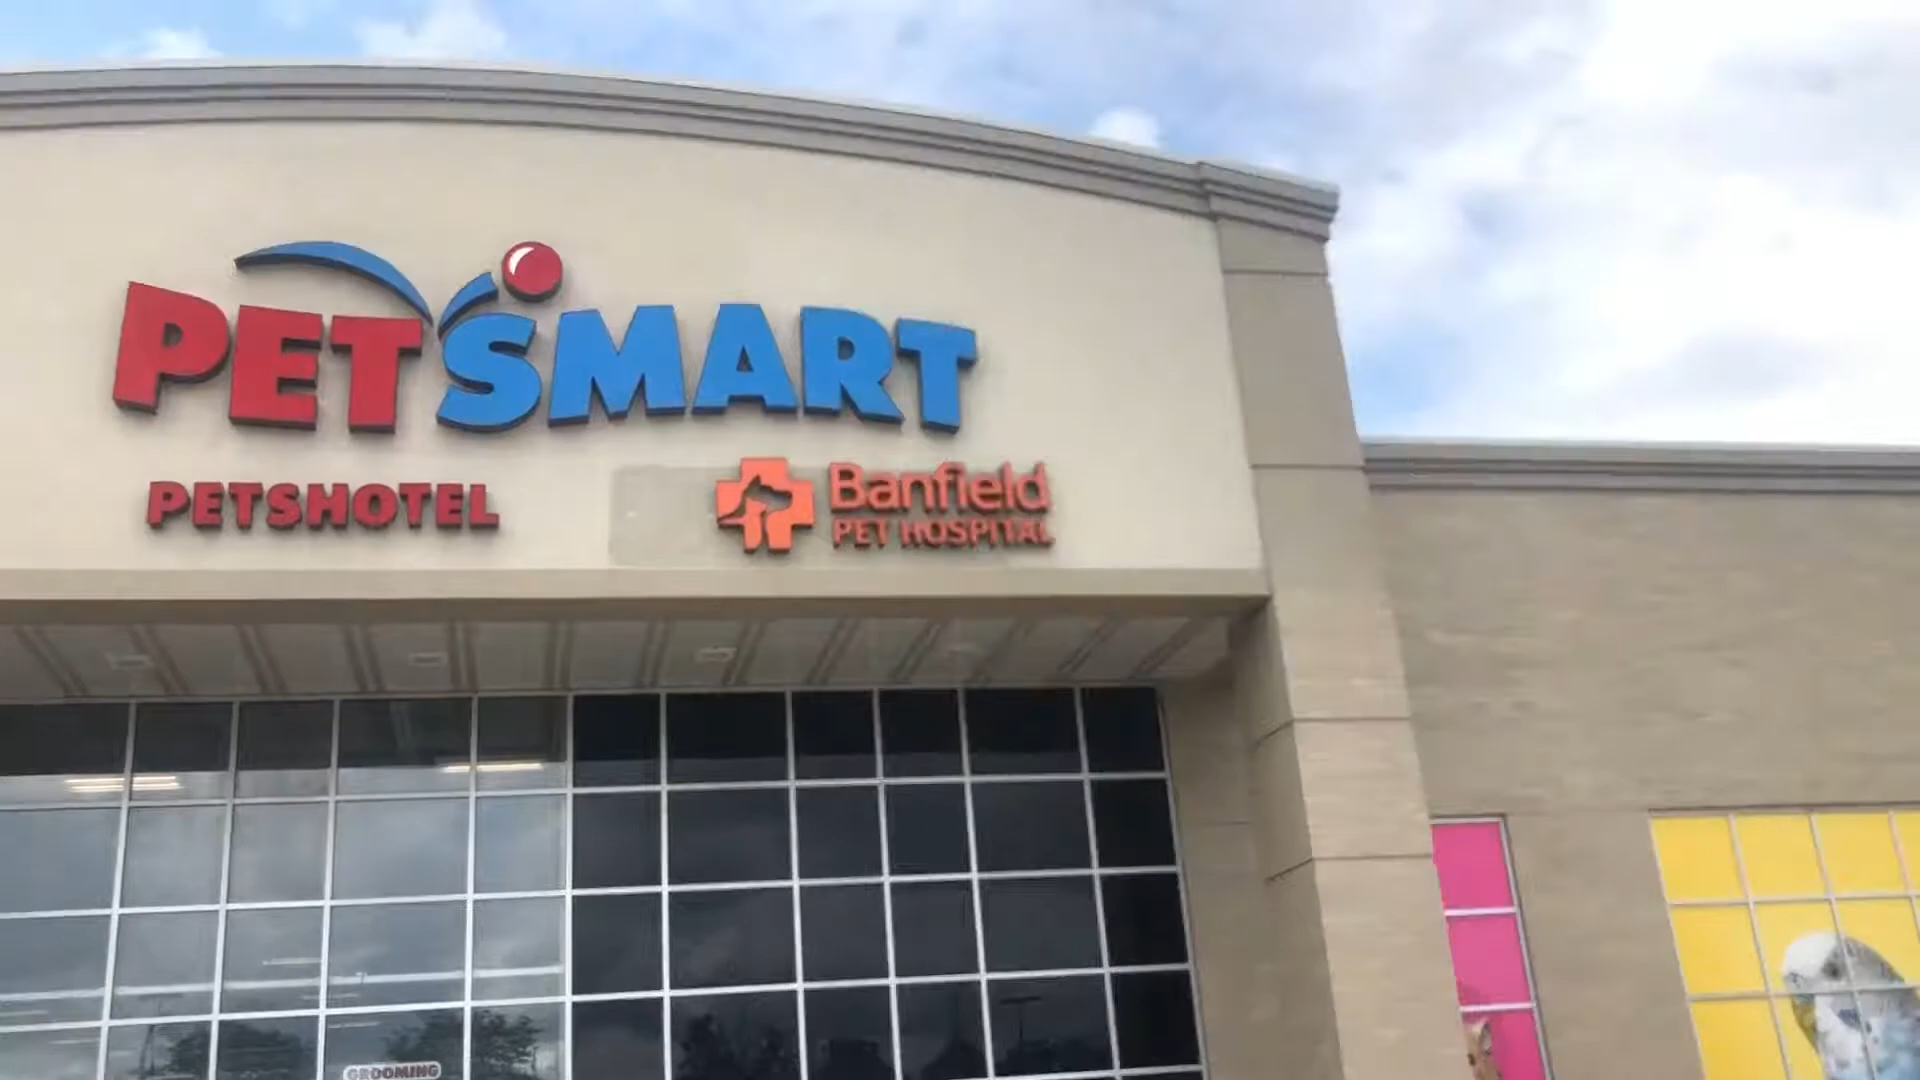 PETSMART
PETSHOTEL
Banfield
PET HOSPITAL
GROOMING